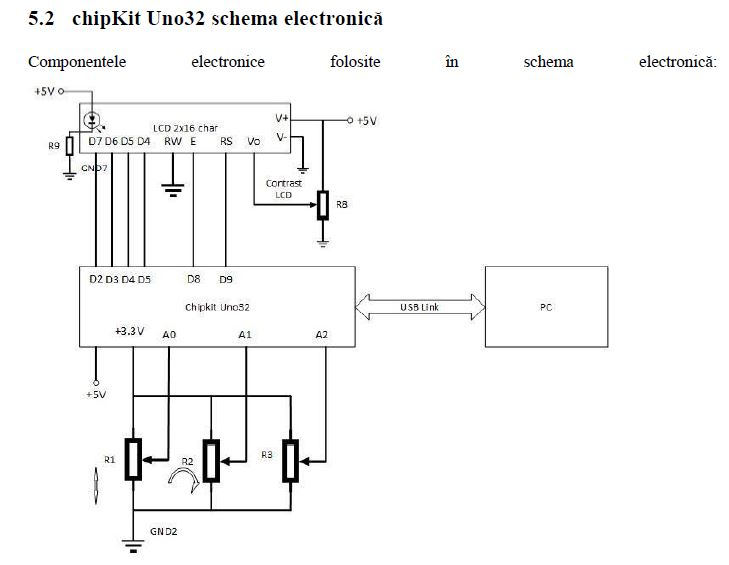 5.2 chipKit Uno32 schema electronică
Componentele electronice folosite în schema electronică:
+5V
V+
+5V
LCD 2x16 char
R9
D7 D6 D5 D4 RW E RS Vo V-
GND7
Contrast
LCD
R8
D2 D3 D4 D5 D8 D9
Chipkit Uno32
USB Link
PC
+3.3V A0 A1 A2
+5V
R1
R2
R3
GND2